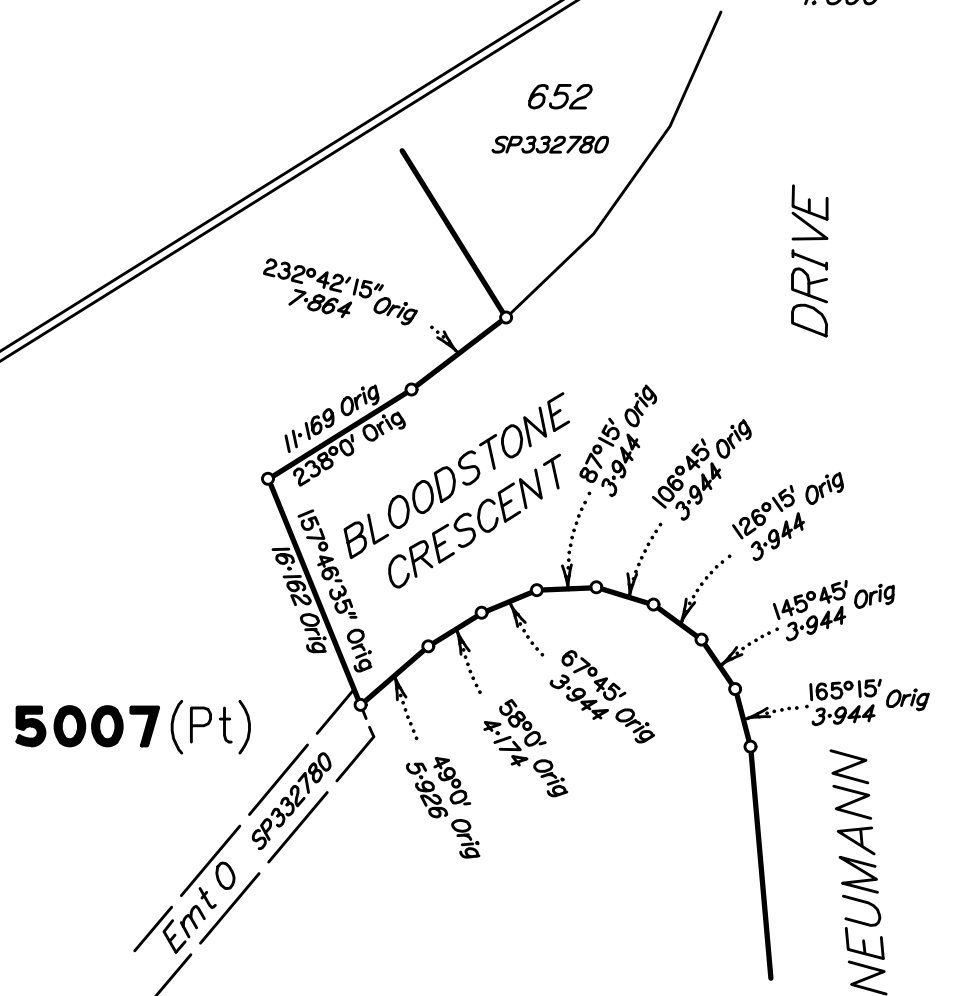 652
SP332780
DRIVE
232°42'15" Orig
7·864
11·169 Orig
238°0' Orig
BLOODSTONE
CRESCENT
87°15' Orig
3·944
106°45' Orig
3·944
126°15' Orig
3·944
145°45' Orig
3·944
165°15' Orig
3·944
157°46'35" Orig
16·162 Orig
67°45' Orig
3·944
58°0' Orig
4·174
49°0' Orig
5·926
5007(Pt)
SP332780
Emt O
NEUMANN